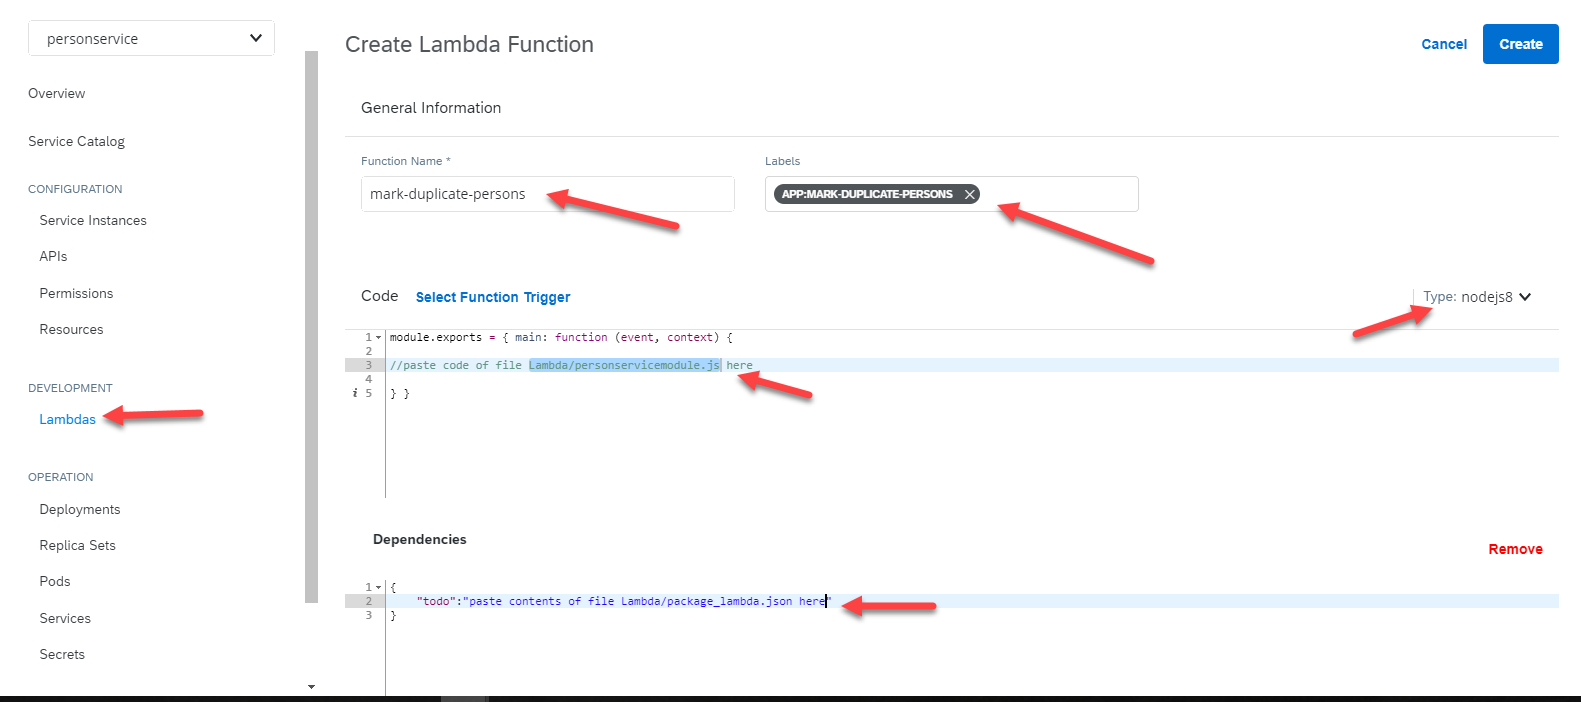 personservice
Overview
Service Catalog
CONFIGURATION
Service Instances
APIs
Permissions
Resources
DEVELOPMENT
Lambdas
OPERATION
Deployments
Replica Sets
Pods
Services
Secrets
Create Lambda Function
Cancel
Create
General Information
Function Name *
Labels
mark-duplicate-persons
APP:MARK-DUPLICATE-PERSONS
Code Select Function Trigger
Type: nodejs8
1 module.exports = { main: function (event, context) {
2
3 //paste code of file Lambda/personservicemodule.js here
4
i 5 } }
Dependencies
Remove
1 {
2 "todo":"paste contents of file Lambda/package_lambda.json here"
3 }